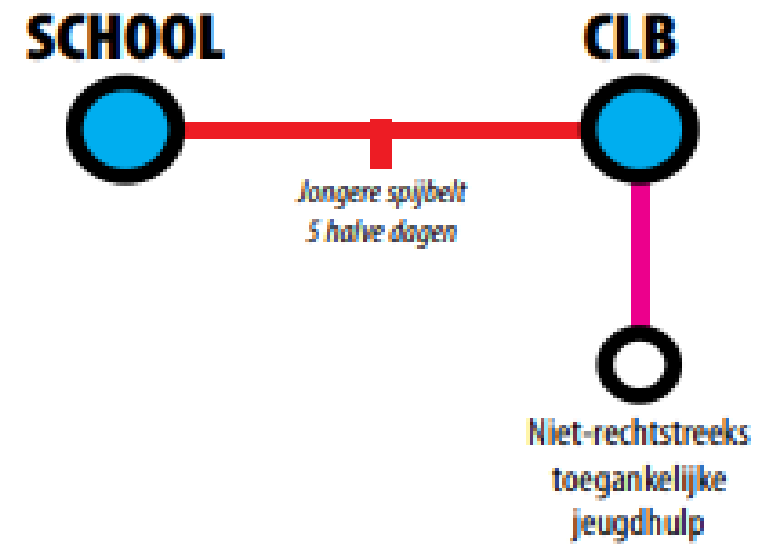 SCHOOL
CLB
Jongere spijbelt
5 halve dagen
Niet-rechtstreeks
toegankelijke
jeugdhulp